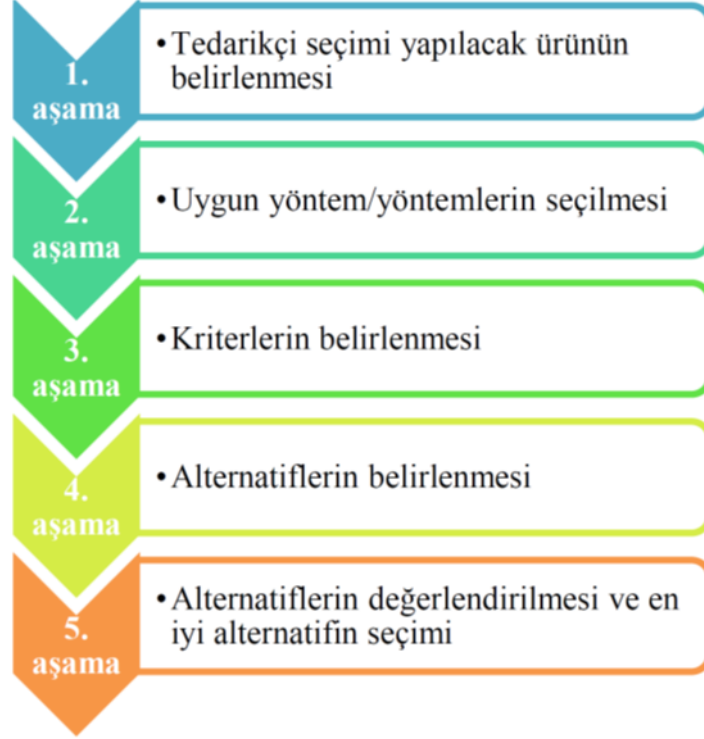 1.
aşama
• Tedarikçi seçimi yapılacak ürünün
belirlenmesi
2.
aşama
• Uygun yöntem/yöntemlerin seçilmesi
3.
aşama
• Kriterlerin belirlenmesi
4.
aşama
• Alternatiflerin belirlenmesi
5.
aşama
• Alternatiflerin değerlendirilmesi ve en
iyi alternatifin seçimi